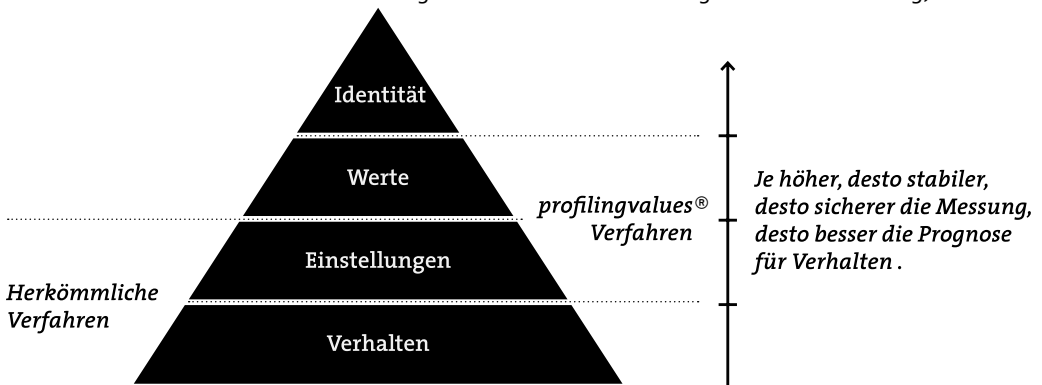 Identität
Werte
profilingvalues®
Verfahren
Je höher, desto stabiler,
desto sicherer die Messung,
desto besser die Prognose
für Verhalten .
Einstellungen
Herkömmliche
Verfahren
Verhalten